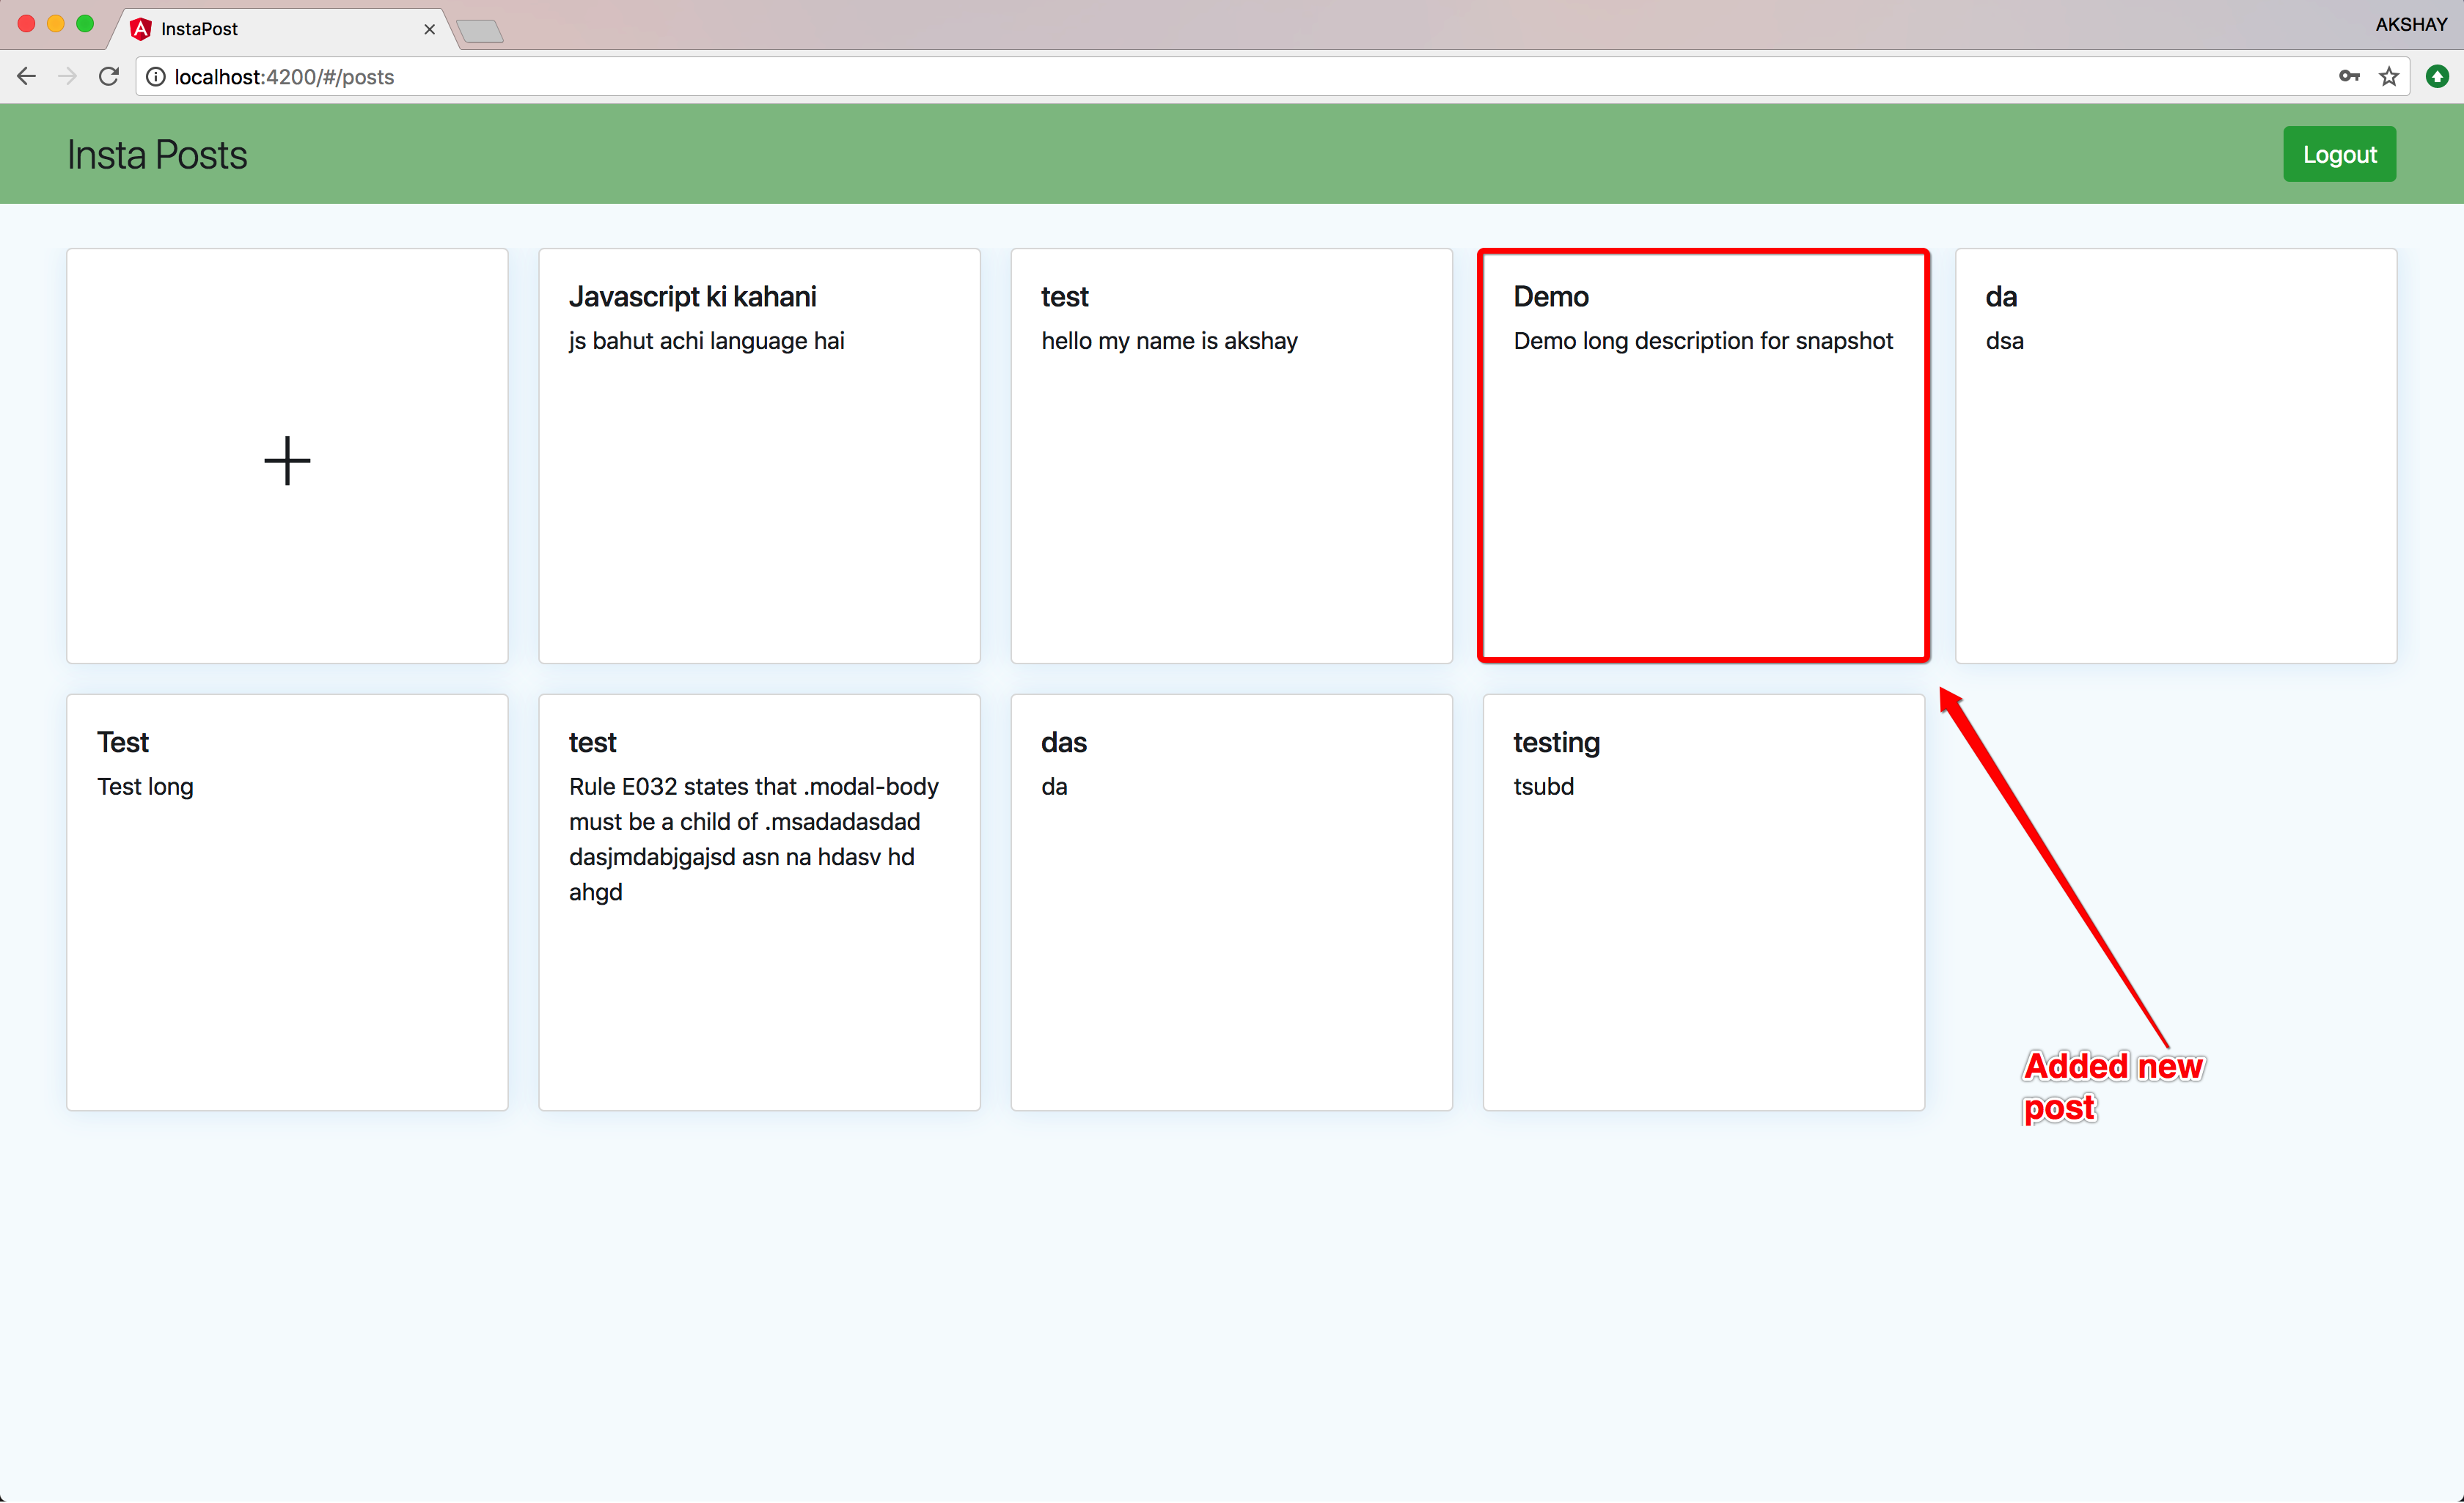 InstaPost
AKSHAY
localhost:4200/#/posts
Insta Posts
Logout
Javascript ki kahani
js bahut achi language hai
test
hello my name is akshay
Demo
Demo long description for snapshot
da
dsa
Test
Test long
test
Rule E032 states that .modal-body
must be a child of .msadadasdad
dasjmdabjgajsd asn na hdasv hd
ahgd
das
da
testing
tsubd
Added new
post